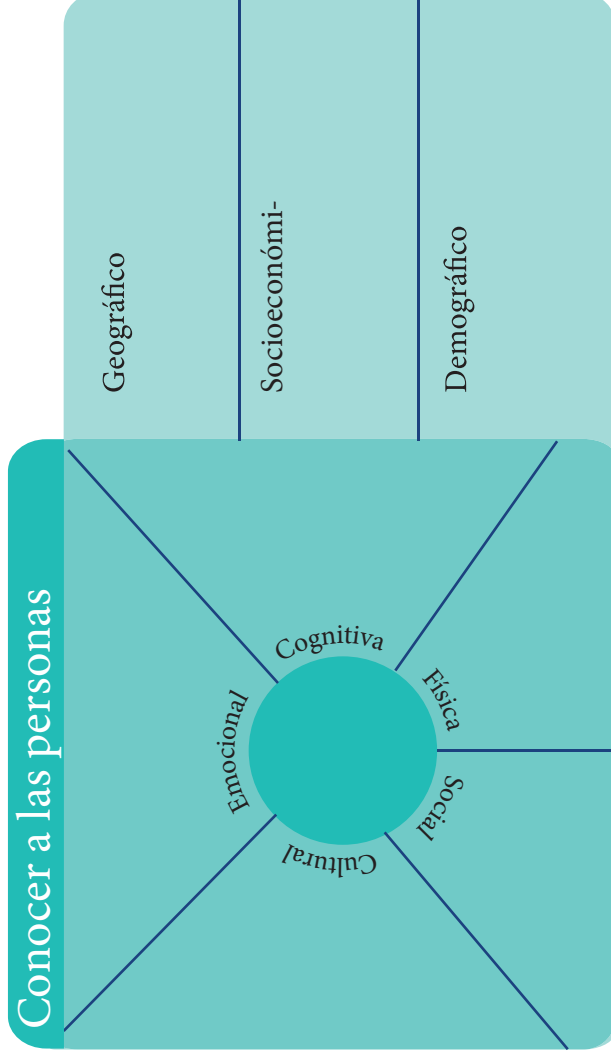 Conocer a las personas
Emocional
Cognitiva
Física
Social
Cultural
Geográfico
Socioeconómi-
Demográfico